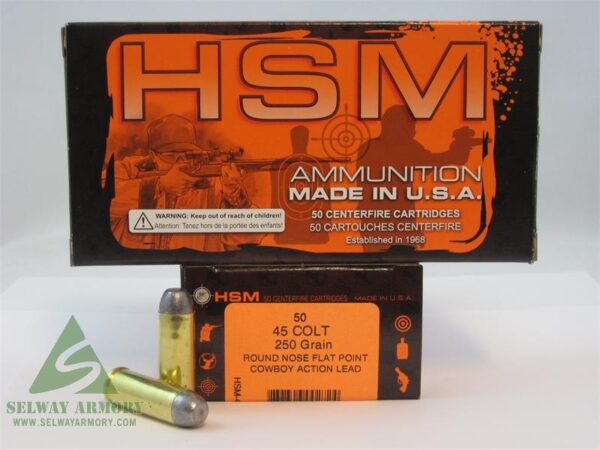 HSM
AMMUNITION
MADE IN U.S.A.
50 CENTERFIRE CARTRIDGES
50 CARTOUCHES CENTERFIRE
Established in 1968
WARNING: Keep out of reach of children!
Attention: Tenez hors de la portée des enfants!
HSM 50 CENTERFIRE CARTRIDGES MADE IN U.S.A.
50
45 COLT
250 Grain
ROUND NOSE FLAT POINT
COWBOY ACTION LEAD
SELWAY ARMORY
WWW.SELWAYARMORY.COM